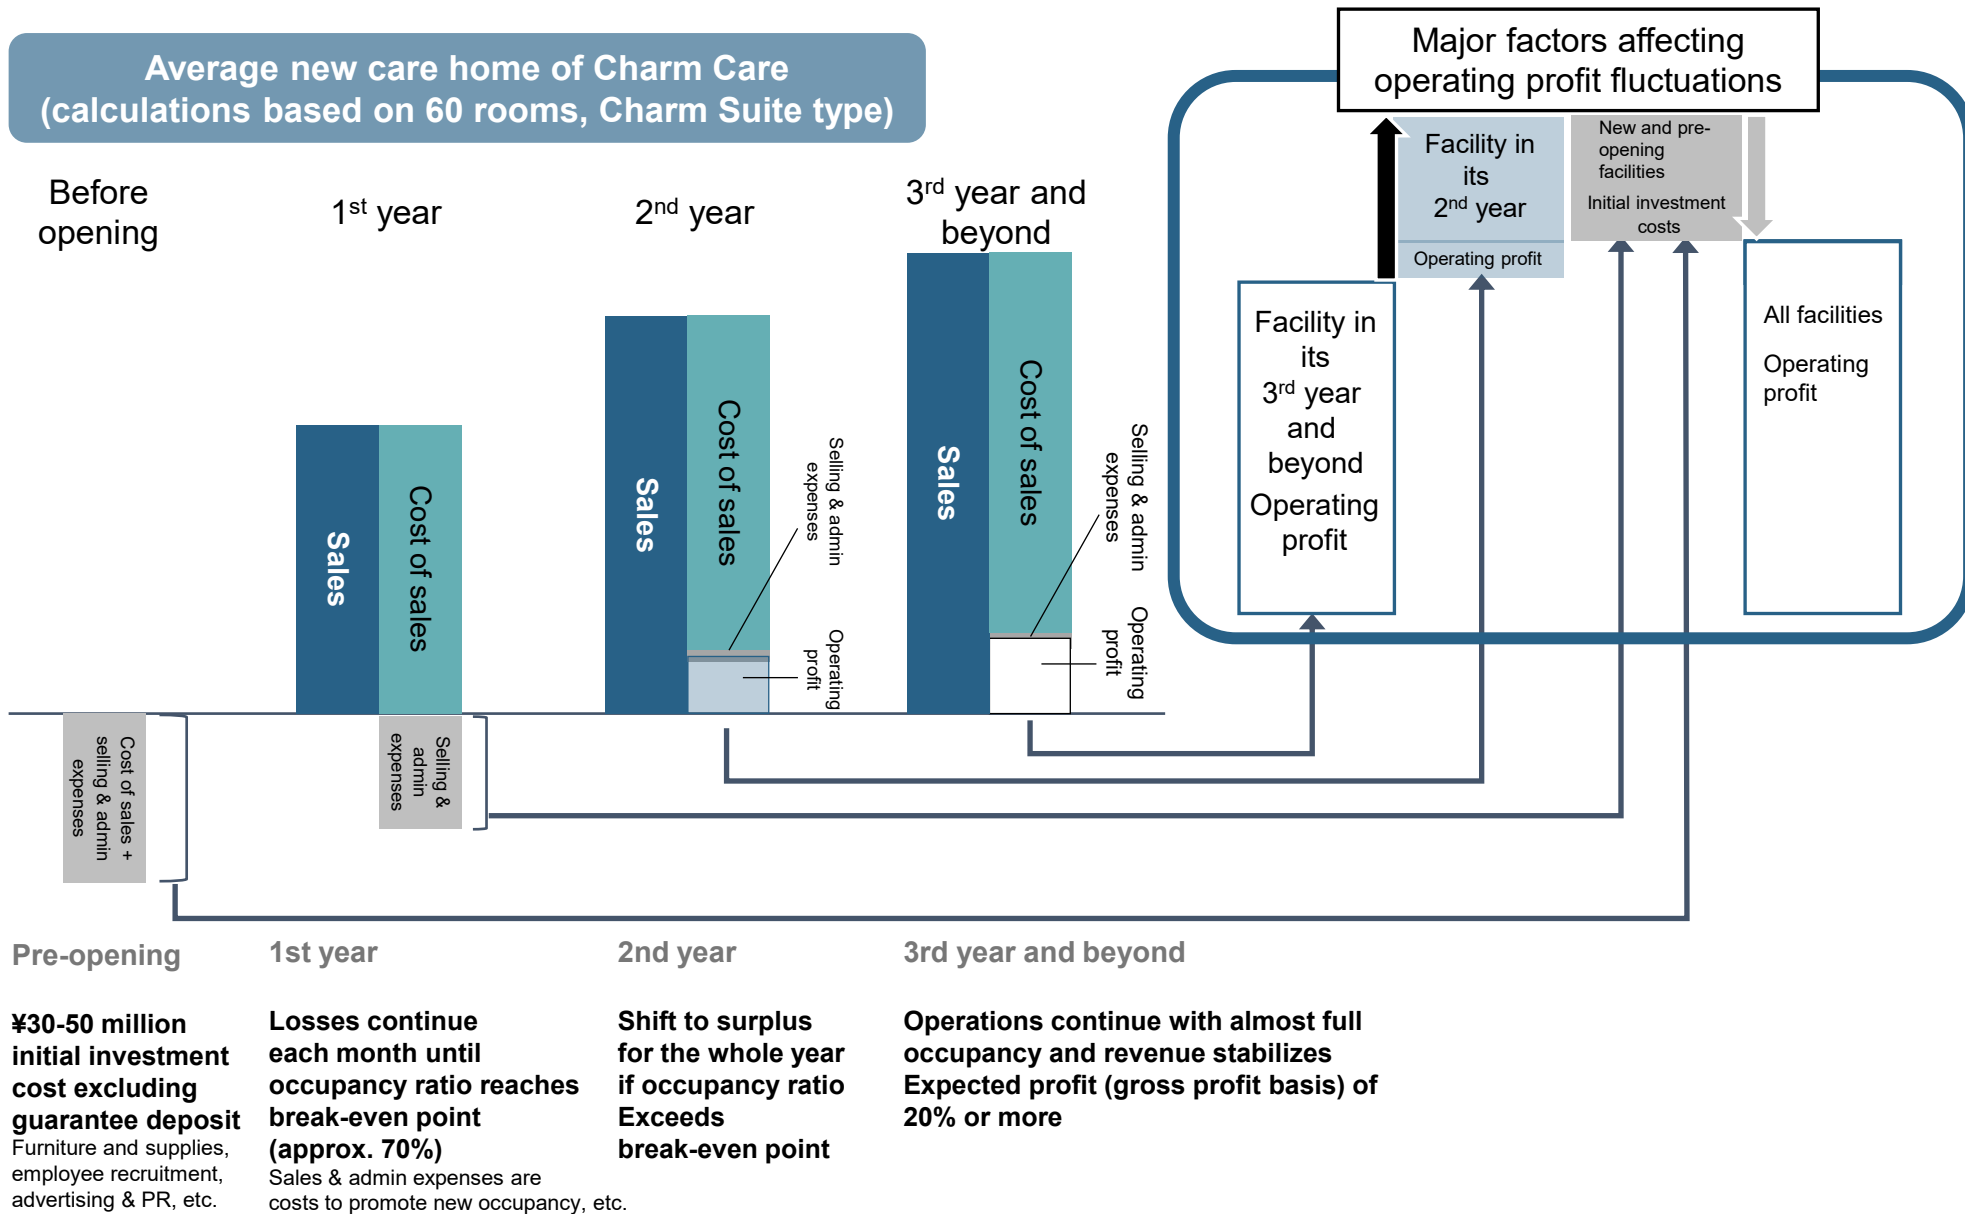 Average new care home of Charm Care
(calculations based on 60 rooms, Charm Suite type)
Major factors affecting
operating profit fluctuations
Before
opening
1st year
2nd year
3rd year and
beyond
Sales
Cost of sales
Sales
Cost of sales
Selling & admin
expenses
Operating
profit
Sales
Cost of sales
Selling & admin
expenses
Operating
profit
Cost of sales +
selling & admin
expenses
Selling &
admin
expenses
Facility in
its
3rd year
and
beyond
Operating
profit
Facility in
its
2nd year
Operating profit
New and pre-
opening
facilities
Initial investment
costs
All facilities
Operating
profit
Pre-opening
¥30-50 million
initial investment
cost excluding
guarantee deposit
Furniture and supplies,
employee recruitment,
advertising & PR, etc.
1st year
Losses continue
each month until
occupancy ratio reaches
break-even point
(approx. 70%)
Sales & admin expenses are
costs to promote new occupancy, etc.
2nd year
Shift to surplus
for the whole year
if occupancy ratio
Exceeds
break-even point
3rd year and beyond
Operations continue with almost full
occupancy and revenue stabilizes
Expected profit (gross profit basis) of
20% or more